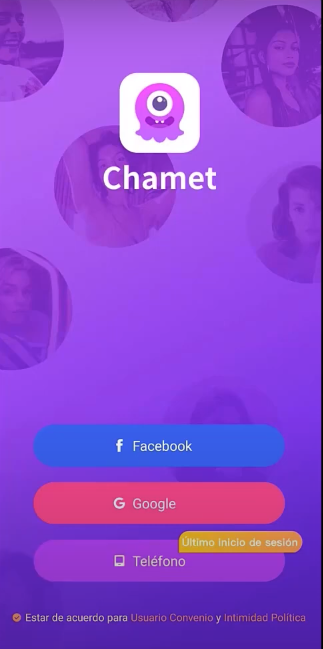 Chamet
Facebook
Google
Último inicio de sesión
Teléfono
Estar de acuerdo para Usuario Convenio y Intimidad Política